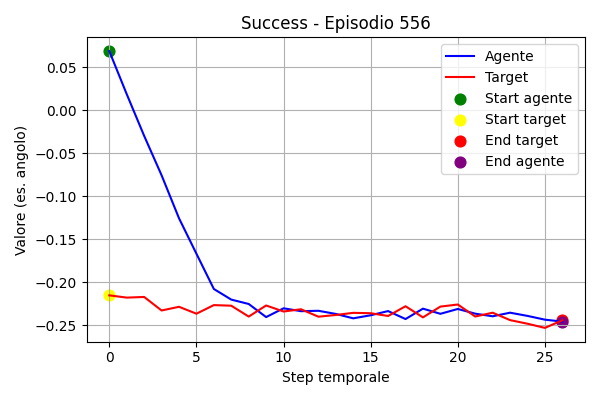 Success - Episodio 556
Valore (es. angolo)
0.05
0.00
−0.05
−0.10
−0.15
−0.20
−0.25
Agente
Target
Start agente
Start target
End target
End agente
0
5
10
15
20
25
Step temporale